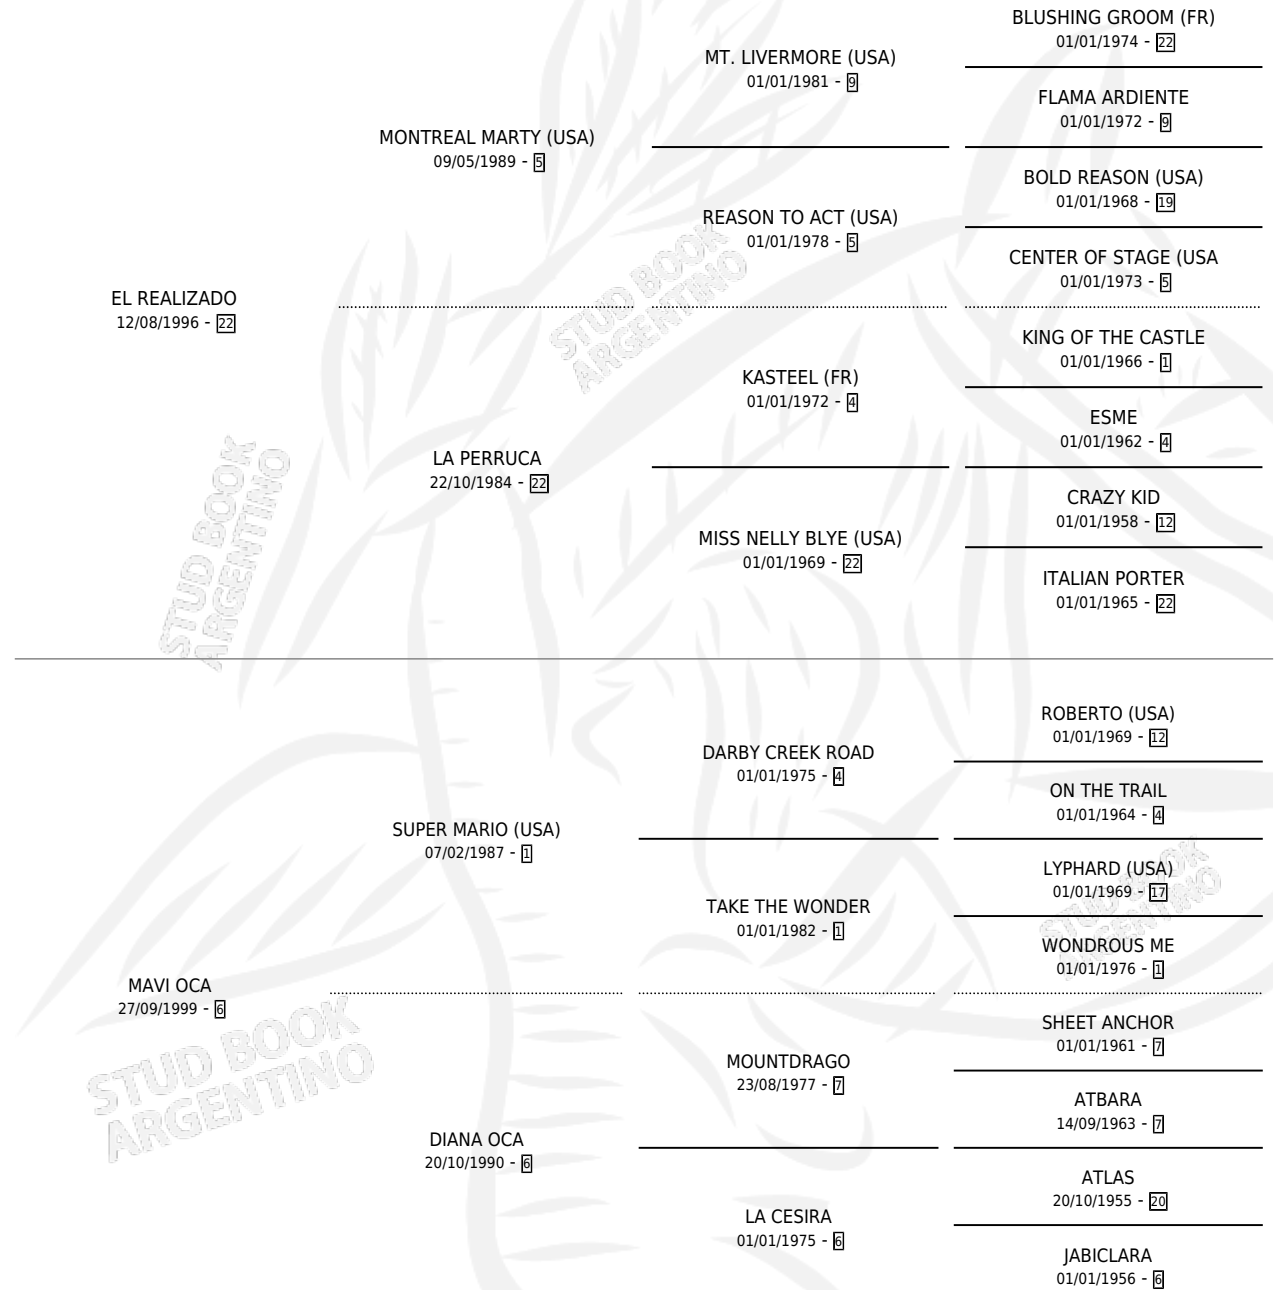 BLUSHING GROOM (FR)
01/01/1974 - 22
MT. LIVERMORE (USA)
01/01/1981 - 9
FLAMA ARDIENTE
01/01/1972 - 9
MONTREAL MARTY (USA)
09/05/1989 - 5
BOLD REASON (USA)
01/01/1968 - 19
REASON TO ACT (USA)
01/01/1978 - 5
CENTER OF STAGE (USA
01/01/1973 - 5
EL REALIZADO
12/08/1996 - 22
STUD BOOK
ARGENTINO
KING OF THE CASTLE
01/01/1966 - 1
KASTEEL (FR)
01/01/1972 - 4
ESME
01/01/1962 - 4
LA PERRUCA
22/10/1984 - 22
CRAZY KID
01/01/1958 - 12
MISS NELLY BLYE (USA)
01/01/1969 - 22
ITALIAN PORTER
01/01/1965 - 22
STUD BOOK
ARGENTINO
ROBERTO (USA)
01/01/1969 - 12
DARBY CREEK ROAD
01/01/1975 - 4
ON THE TRAIL
01/01/1964 - 4
SUPER MARIO (USA)
07/02/1987 - 1
LYPHARD (USA)
01/01/1969 - 17
STUD BOOK
ARGENTINO
TAKE THE WONDER
01/01/1982 - 1
WONDROUS ME
01/01/1976 - 1
MAVI OCA
27/09/1999 - 6
STUD BOOK
ARGENTINO
SHEET ANCHOR
01/01/1961 - 7
MOUNTDRAGO
23/08/1977 - 7
ATBARA
14/09/1963 - 7
DIANA OCA
20/10/1990 - 6
ATLAS
20/10/1955 - 20
LA CESIRA
01/01/1975 - 6
JABICLARA
01/01/1956 - 6